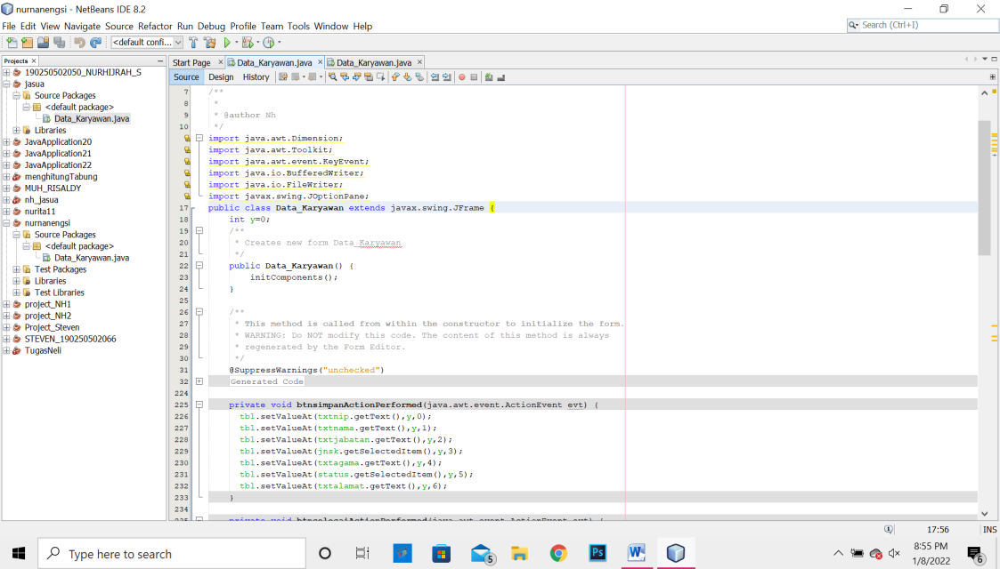 nurnanengsi - NetBeans IDE 8.2
File Edit View Navigate Source Refactor Run Debug Profile Team Tools Window Help
Search (Ctrl+I)
<default confi...
Projects
190250502050_NURHIJRAH_S
jasua
Source Packages
<default package>
Data_Karyawan.java
Libraries
JavaApplication20
JavaApplication21
JavaApplication22
menghitungTabung
MUH_RISALDY
nh_jasua
nurita11
nurnanengsi
Source Packages
<default package>
Data_Karyawan.java
Test Packages
Libraries
Test Libraries
project_NH1
project_NH2
Project_Steven
STEVEN_190250502066
TugasNeli
Start Page Data_Karyawan.java Data_Karyawan.java
Source Design History
7 /**
8 *
9 * @author Nh
10 */
import java.awt.Dimension;
import java.awt.Toolkit;
import java.awt.event.KeyEvent;
import java.io.BufferedWriter;
import java.io.FileWriter;
import javax.swing.JOptionPane;
17 public class Data_Karyawan extends javax.swing.JFrame {
18 int y=0;
19 /**
20 * Creates new form Data_Karyawan
21 */
22 public Data_Karyawan() {
23 initComponents();
24 }
25
26 /**
27 * This method is called from within the constructor to initialize the form.
28 * WARNING: Do NOT modify this code. The content of this method is always
29 * regenerated by the Form Editor.
30 */
31 @SuppressWarnings("unchecked")
32 Generated Code
224
225 private void btnsimpanActionPerformed(java.awt.event.ActionEvent evt) {
226 tbl.setValueAt(txtnip.getText(),y,0);
227 tbl.setValueAt(txtnama.getText(),y,1);
228 tbl.setValueAt(txtjabatan.getText(),y,2);
229 tbl.setValueAt(jnsk.getSelectedItem(),y,3);
230 tbl.setValueAt(txtagama.getText(),y,4);
231 tbl.setValueAt(status.getSelectedItem(),y,5);
232 tbl.setValueAt(txtalamat.getText(),y,6);
233 }
234
235 private void btnselesaiActionPerformed(java.awt.event.ActionEvent evt) {
1 17:56 INS
Type here to search
5
Ps
W
8:55 PM
1/8/2022
6